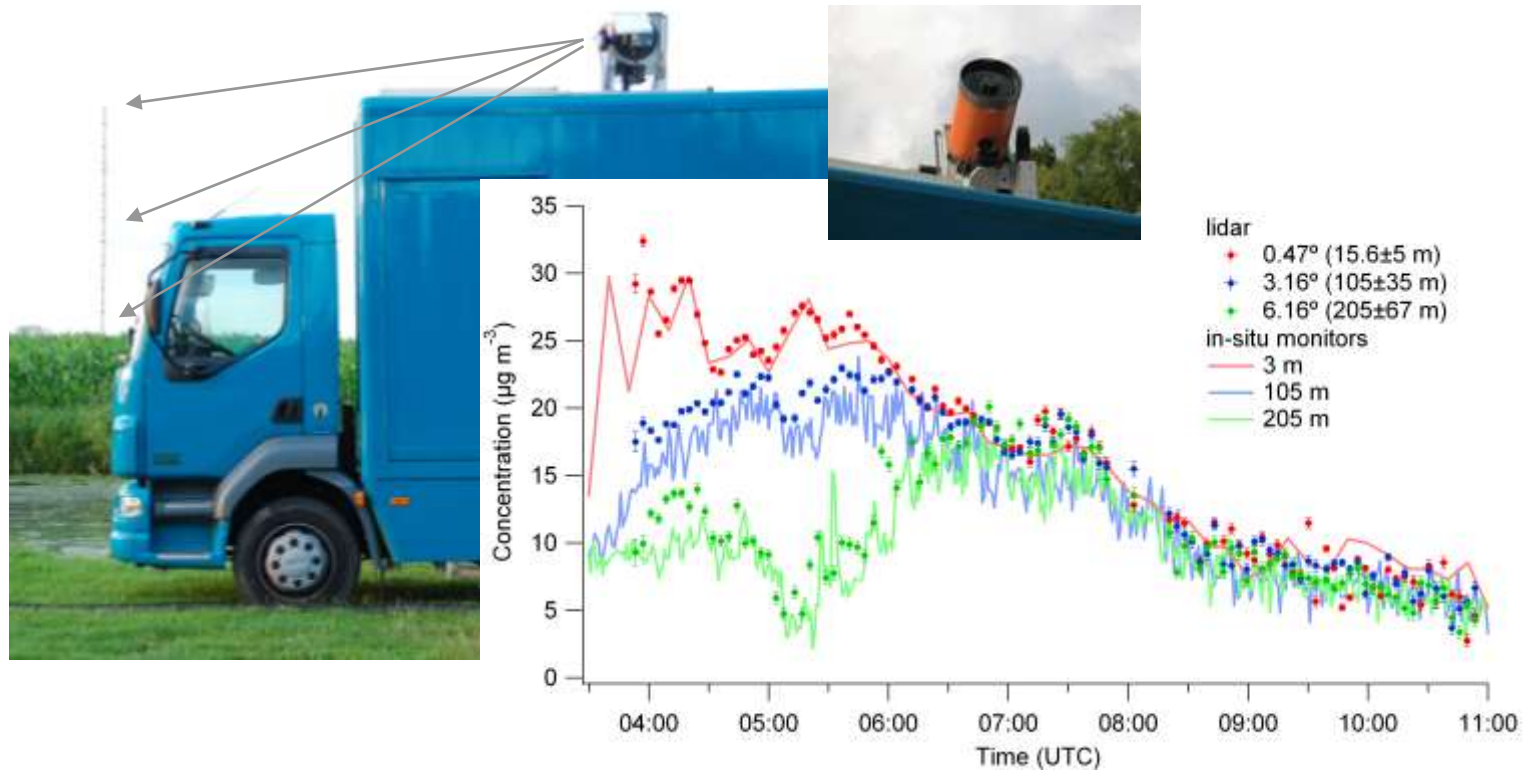 35
30
25
20
15
10
5
0
Concentration (µg m⁻³)
04:00 05:00 06:00 07:00 08:00 09:00 10:00 11:00
Time (UTC)
lidar
0.47º (15.6±5 m)
3.16º (105±35 m)
6.16º (205±67 m)
in-situ monitors
3 m
105 m
205 m